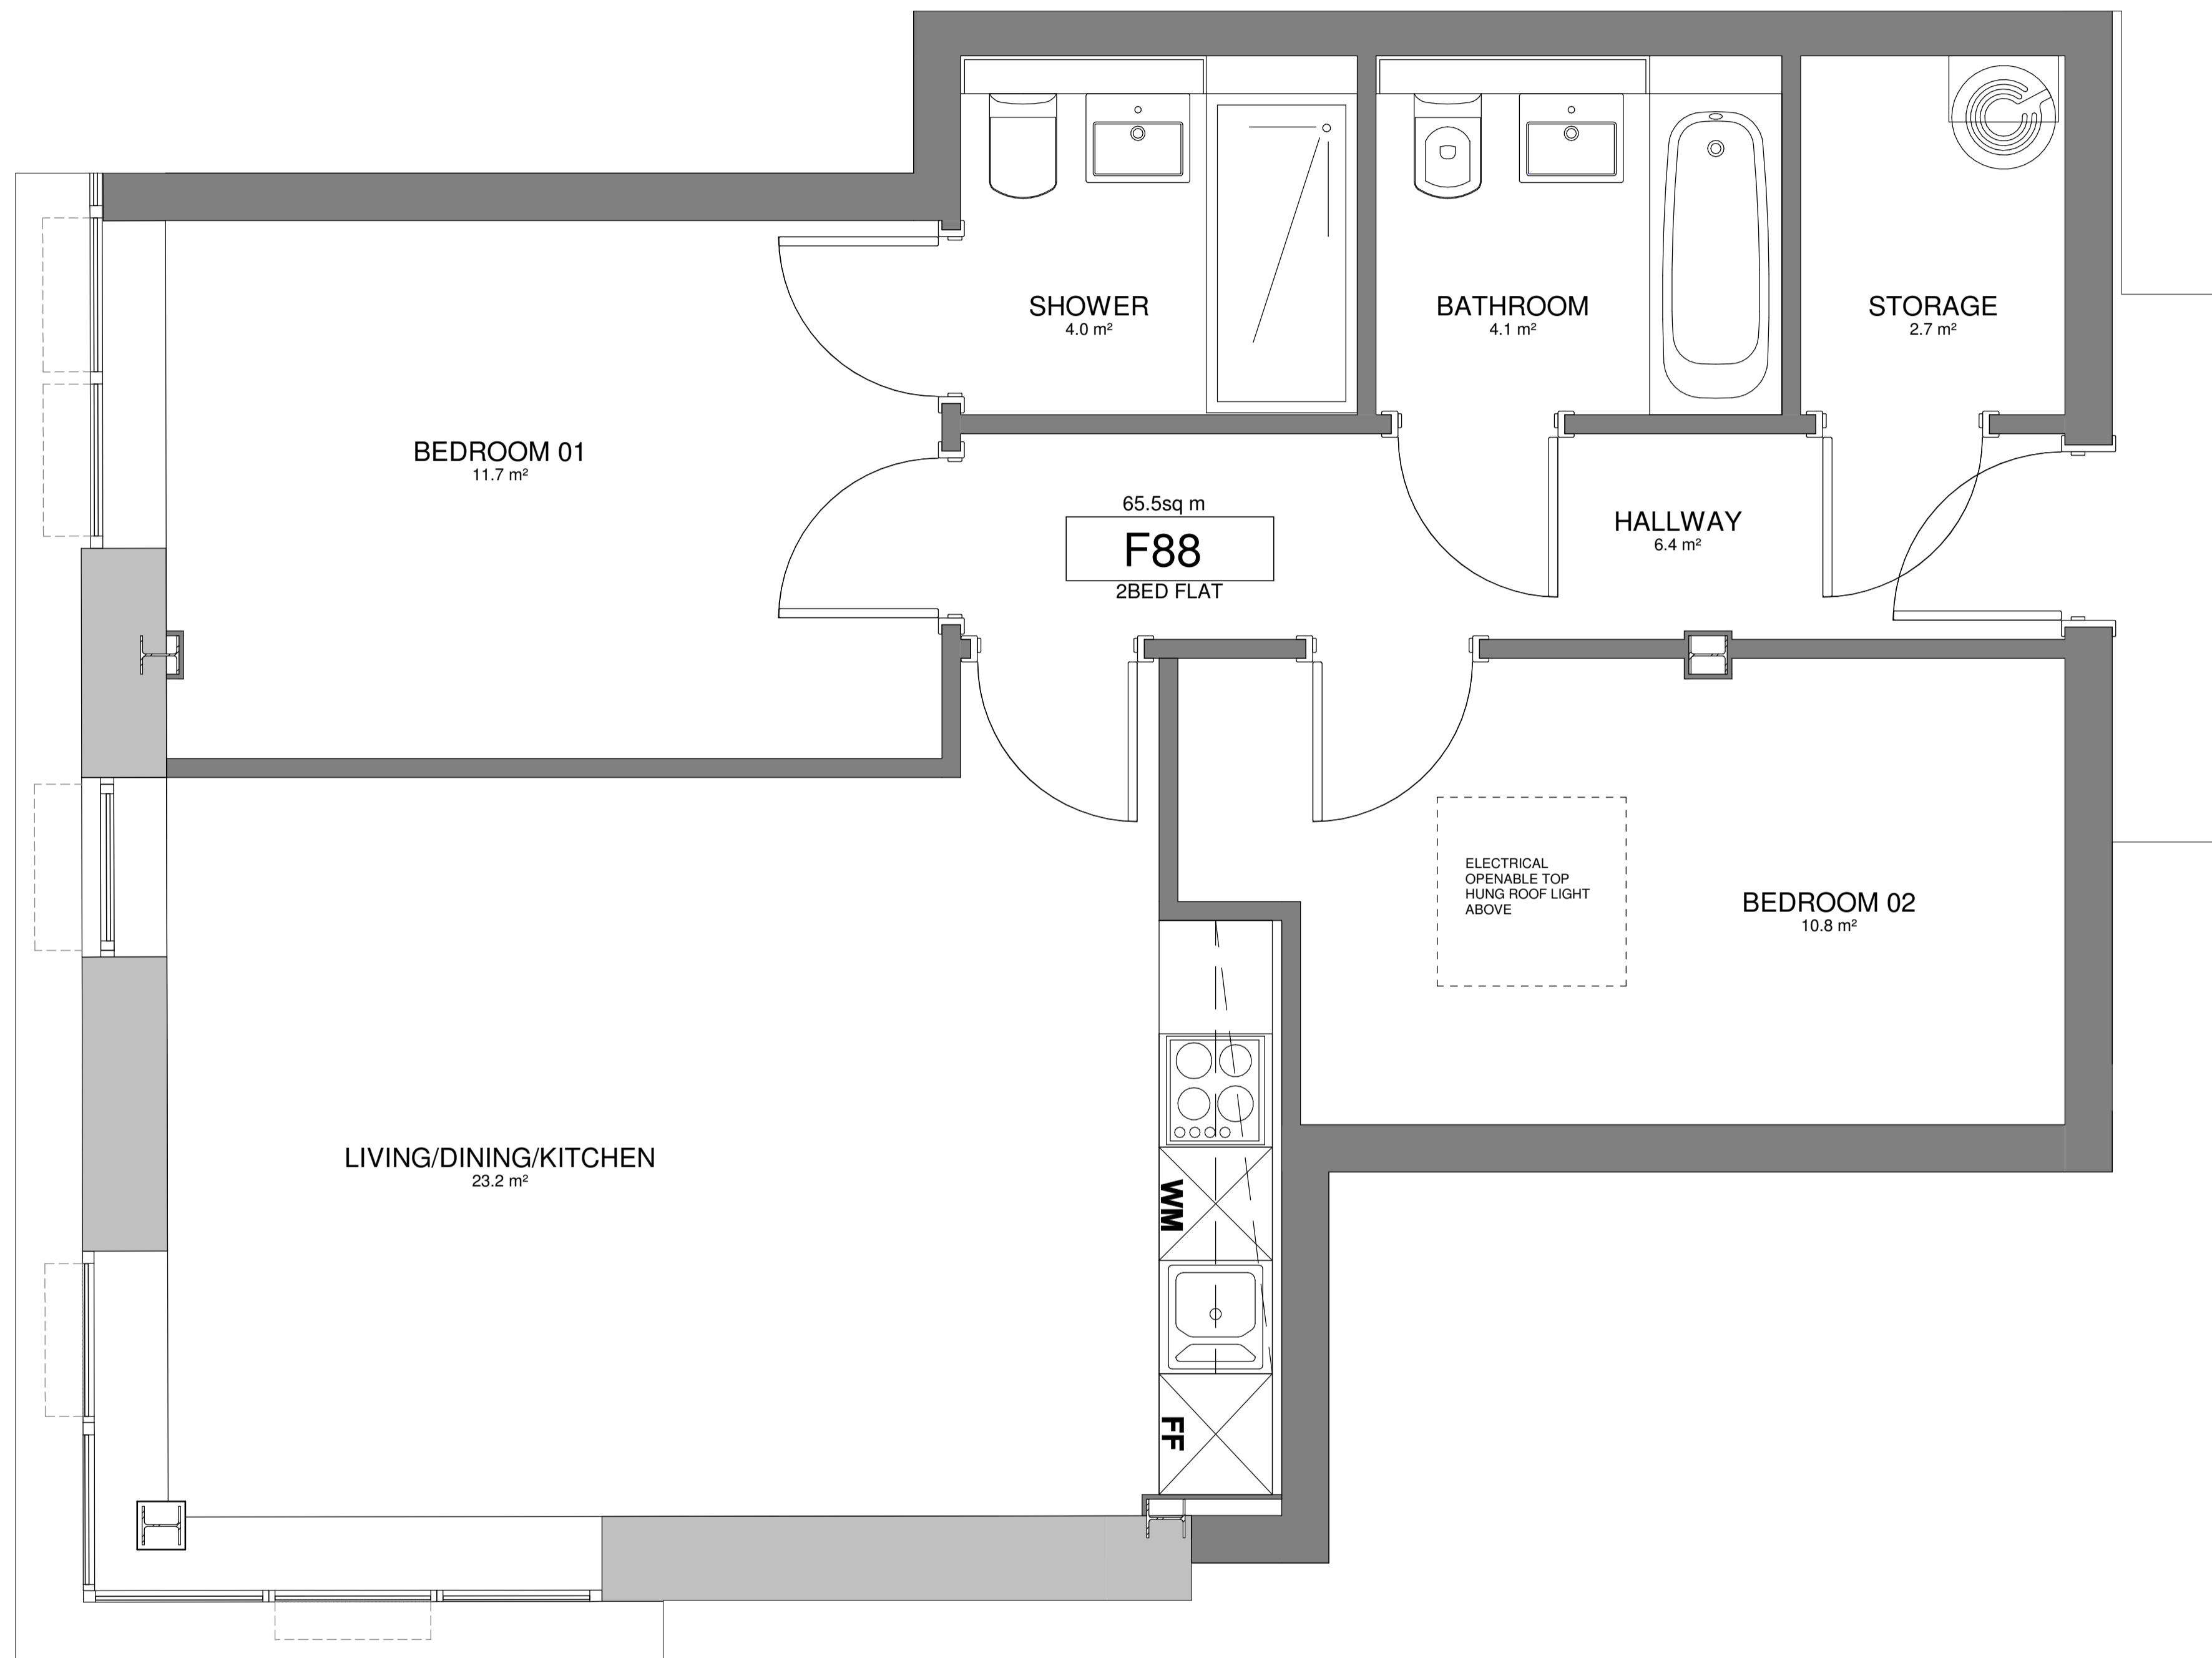 SHOWER
4.0 m²
BATHROOM
4.1 m²
STORAGE
2.7 m²
BEDROOM 01
11.7 m²
65.5sq m
F88
2BED FLAT
HALLWAY
6.4 m²
ELECTRICAL
OPENABLE TOP
HUNG ROOF LIGHT
ABOVE
BEDROOM 02
10.8 m²
LIVING/DINING/KITCHEN
23.2 m²
WM
FF